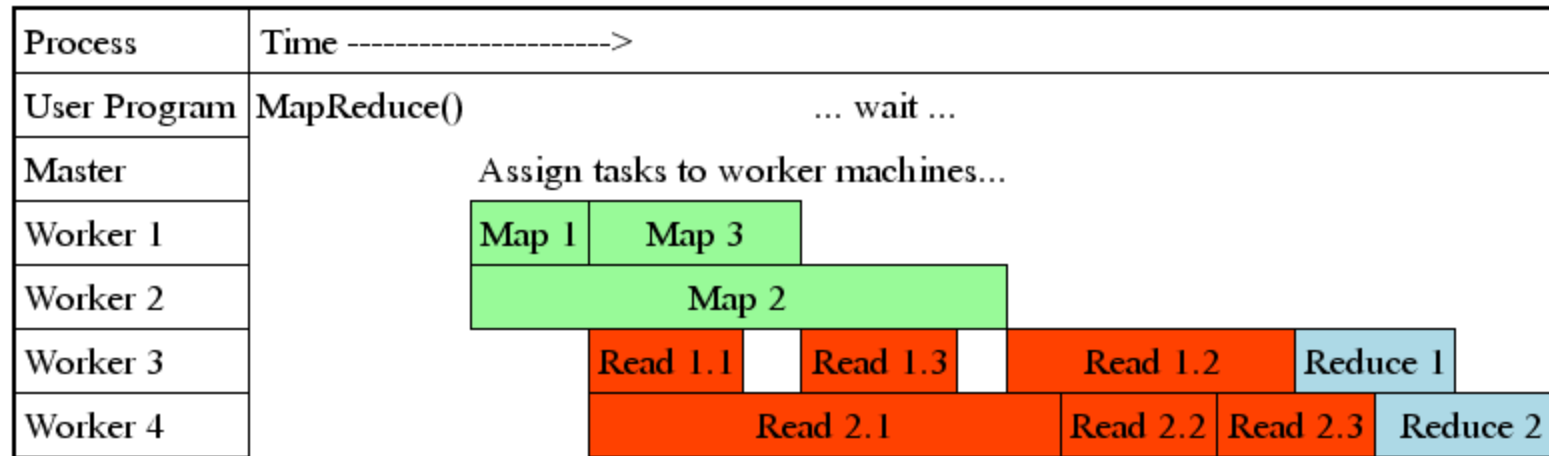 Process Time ---------------------->
User Program MapReduce() ... wait ...
Master Assign tasks to worker machines...
Worker 1 Map 1 Map 3
Worker 2 Map 2
Worker 3 Read 1.1 Read 1.3 Read 1.2 Reduce 1
Worker 4 Read 2.1 Read 2.2 Read 2.3 Reduce 2